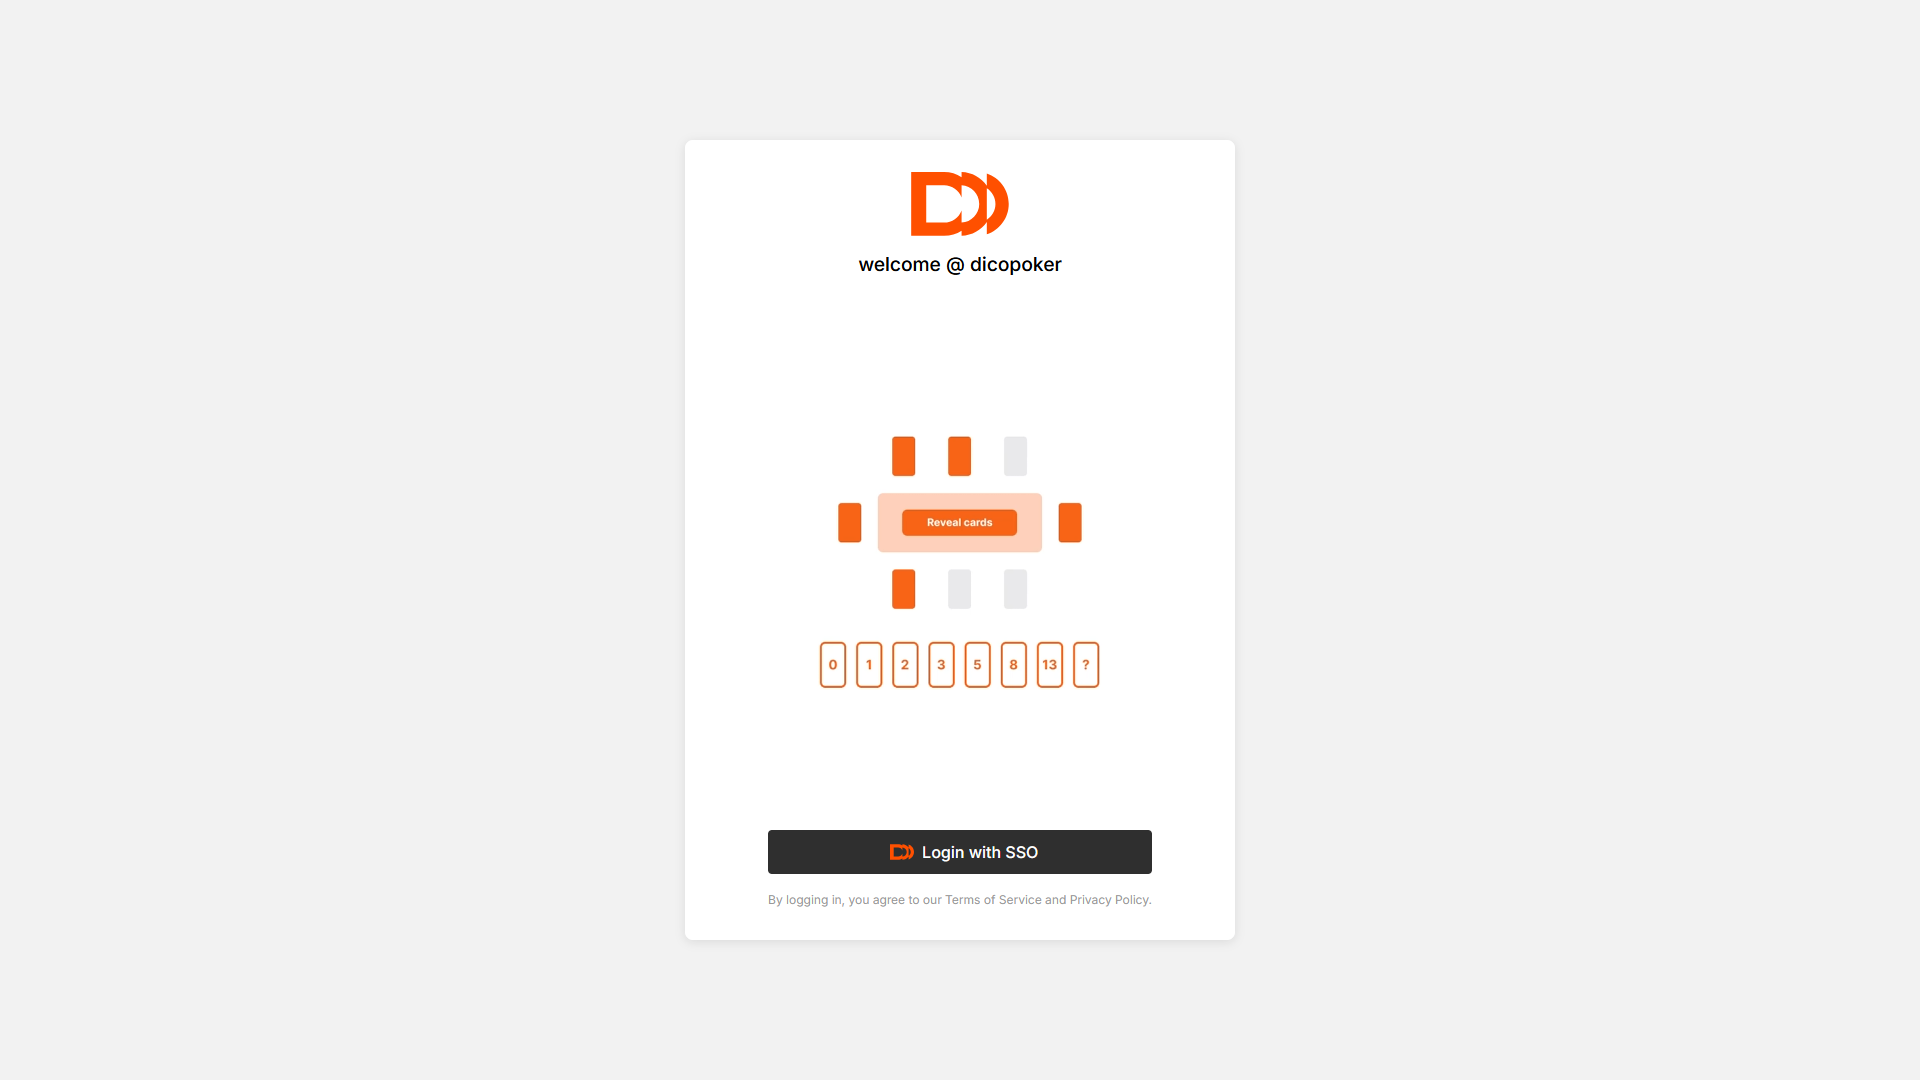 welcome @ dicopoker
Reveal cards
0 1 2 3 5 8 13 ?
Login with SSO
By logging in, you agree to our Terms of Service and Privacy Policy.